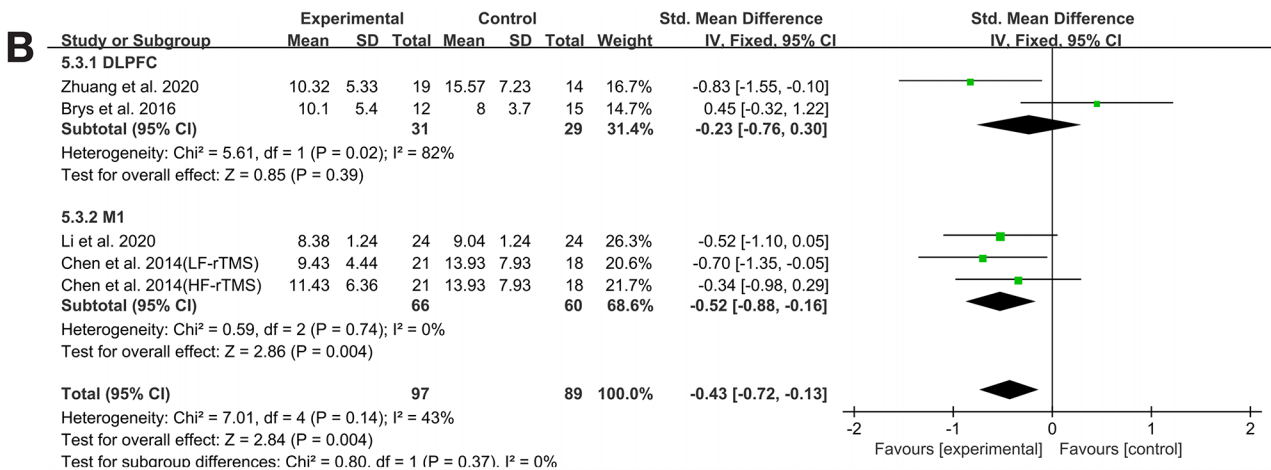 B
Experimental Control Std. Mean Difference Std. Mean Difference
Study or Subgroup Mean SD Total Mean SD Total Weight IV, Fixed, 95% CI IV, Fixed, 95% CI
5.3.1 DLPFC
Zhuang et al. 2020 10.32 5.33 19 15.57 7.23 14 16.7% -0.83 [-1.55, -0.10]
Brys et al. 2016 10.1 5.4 12 8 3.7 15 14.7% 0.45 [-0.32, 1.22]
Subtotal (95% CI) 31 29 31.4% -0.23 [-0.76, 0.30]
Heterogeneity: Chi² = 5.61, df = 1 (P = 0.02); I² = 82%
Test for overall effect: Z = 0.85 (P = 0.39)
5.3.2 M1
Li et al. 2020 8.38 1.24 24 9.04 1.24 24 26.3% -0.52 [-1.10, 0.05]
Chen et al. 2014(LF-rTMS) 9.43 4.44 21 13.93 7.93 18 20.6% -0.70 [-1.35, -0.05]
Chen et al. 2014(HF-rTMS) 11.43 6.36 21 13.93 7.93 18 21.7% -0.34 [-0.98, 0.29]
Subtotal (95% CI) 66 60 68.6% -0.52 [-0.88, -0.16]
Heterogeneity: Chi² = 0.59, df = 2 (P = 0.74); I² = 0%
Test for overall effect: Z = 2.86 (P = 0.004)
Total (95% CI) 97 89 100.0% -0.43 [-0.72, -0.13]
Heterogeneity: Chi² = 7.01, df = 4 (P = 0.14); I² = 43%
Test for overall effect: Z = 2.84 (P = 0.004)
Test for subgroup differences: Chi² = 0.80, df = 1 (P = 0.37), I² = 0%
-2 -1 0 1 2
Favours [experimental] Favours [control]